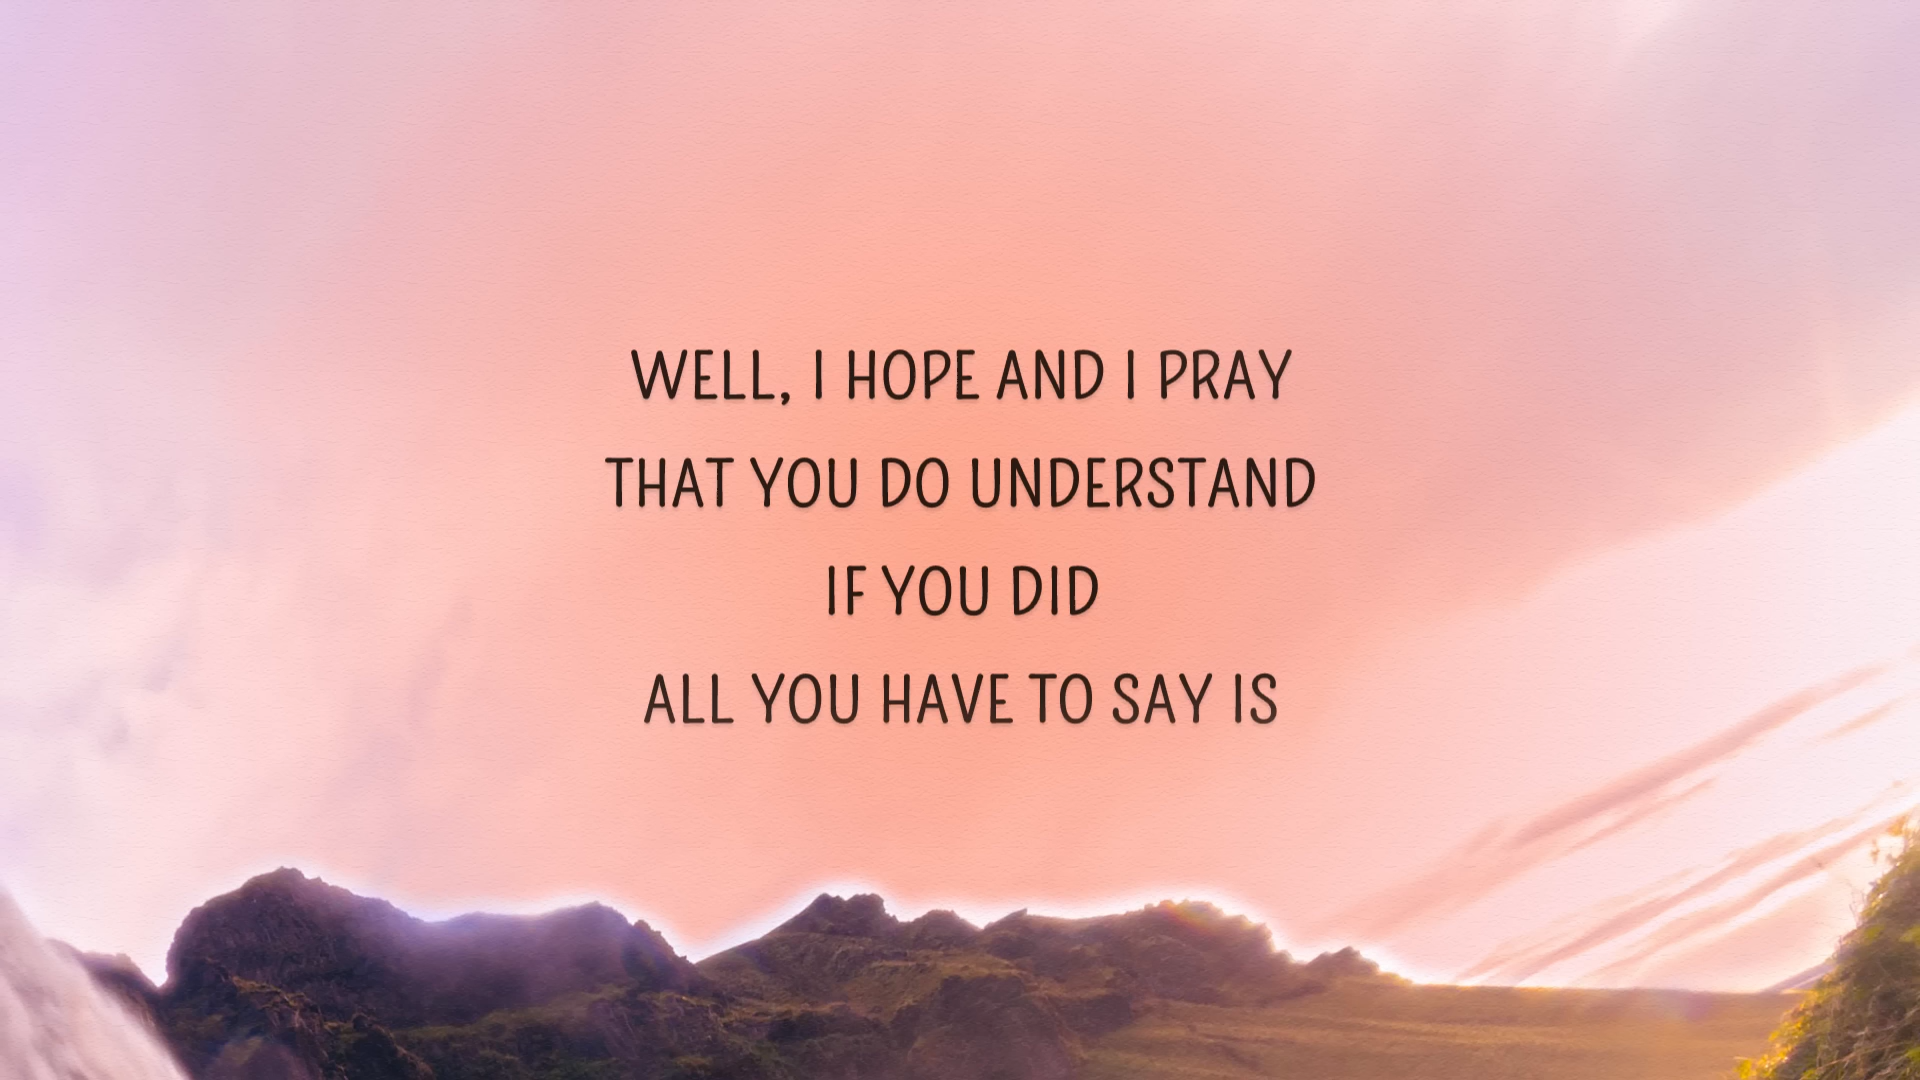 WELL, I HOPE AND I PRAY
THAT YOU DO UNDERSTAND
IF YOU DID
ALL YOU HAVE TO SAY IS